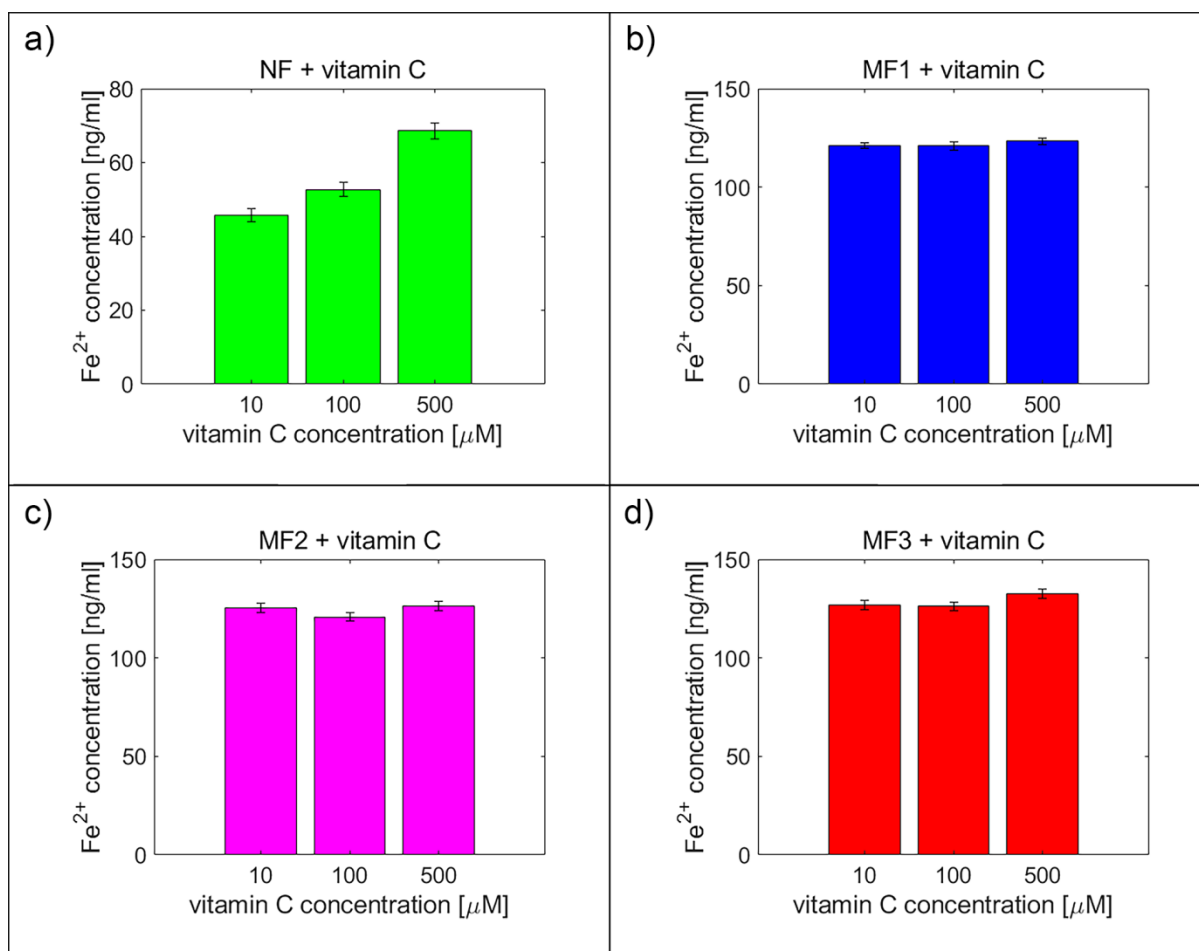 a)
NF + vitamin C
Fe²⁺ concentration [ng/ml]
80
60
40
20
0
10 100 500
vitamin C concentration [μM]
b)
MF1 + vitamin C
Fe²⁺ concentration [ng/ml]
150
100
50
0
10 100 500
vitamin C concentration [μM]
c)
MF2 + vitamin C
Fe²⁺ concentration [ng/ml]
150
100
50
0
10 100 500
vitamin C concentration [μM]
d)
MF3 + vitamin C
Fe²⁺ concentration [ng/ml]
150
100
50
0
10 100 500
vitamin C concentration [μM]